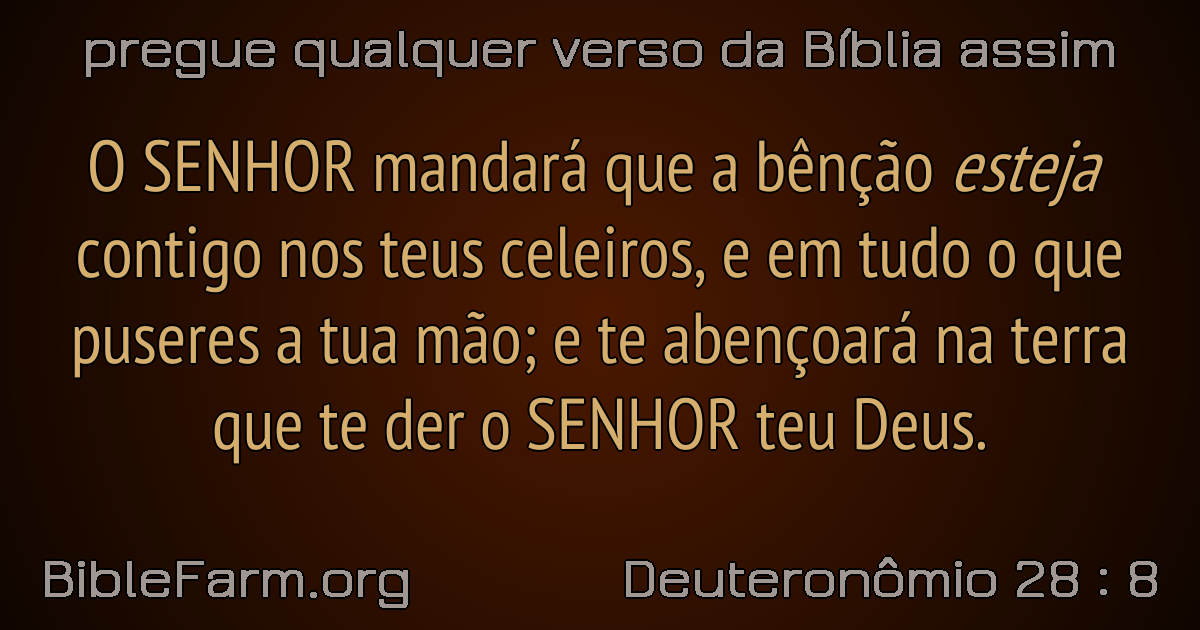 pregue qualquer verso da Bíblia assim
O SENHOR mandará que a bênção esteja
contigo nos teus celeiros, e em tudo o que
puseres a tua mão; e te abençoará na terra
que te der o SENHOR teu Deus.
BibleFarm.org
Deuteronômio 28 : 8